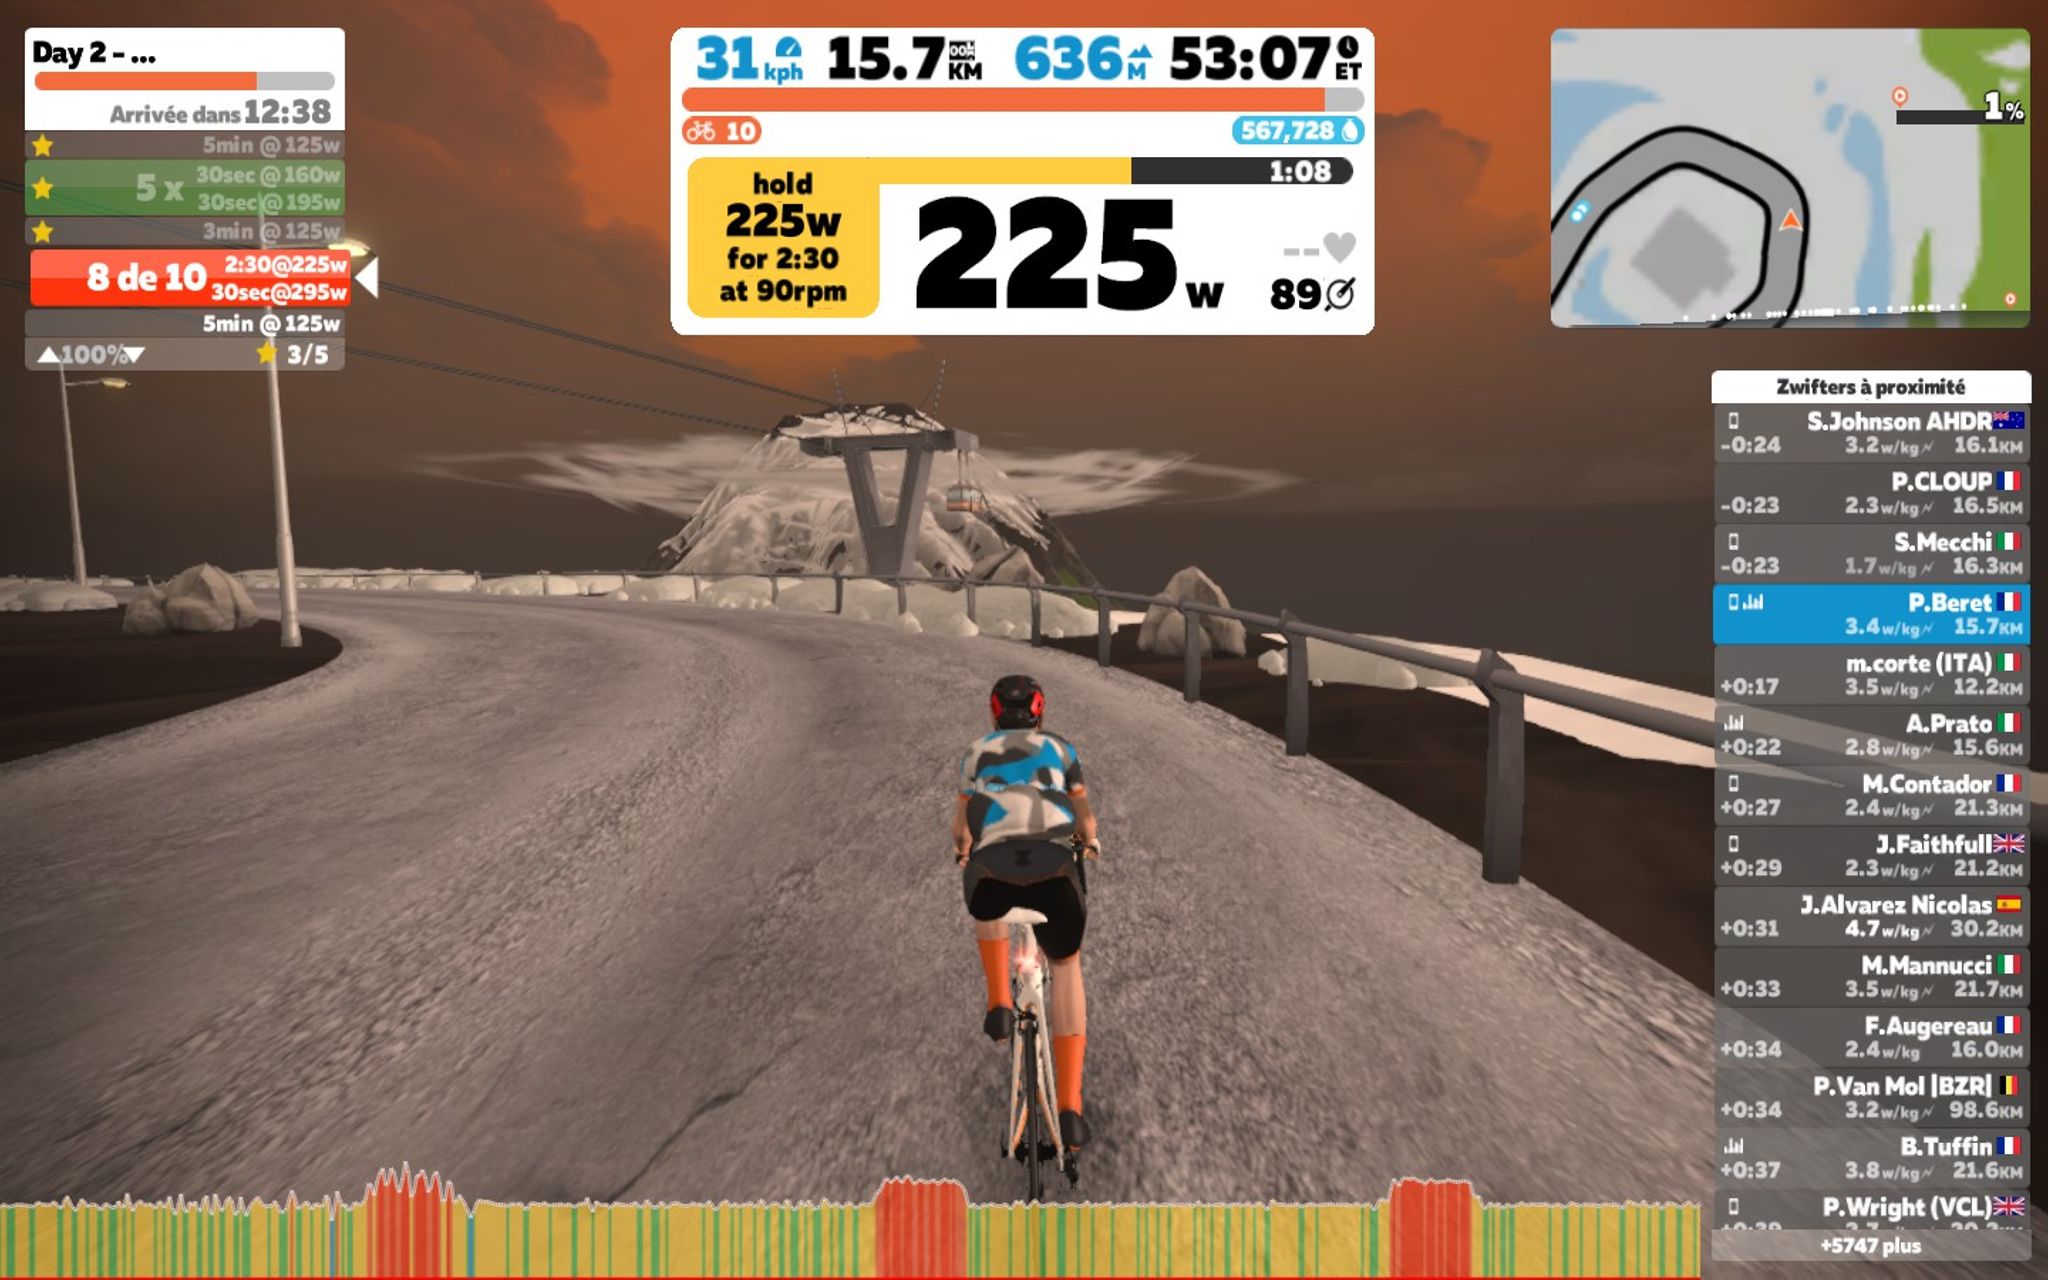 Day 2 - ...
Arrivée dans 12:38
5min @ 125w
5 x 30sec @ 160w
30sec @ 195w
3min @ 125w
8 de 10 2:30@225w
30sec@295w
5min @ 125w
100% 3/5
31 kph 15.7 KM 636 M 53:07 ET
10 567,728
1:08
hold
225w
for 2:30
at 90rpm
225 w
--
89
1%
Zwifters à proximité
S.Johnson AHDR
-0:24 3.2 w/kg 16.1KM
P.CLOUP
-0:23 2.3 w/kg 16.5KM
S.Mecchi
-0:23 1.7 w/kg 16.3KM
P.Beret
3.4 w/kg 15.7KM
m.corte (ITA)
+0:17 3.5 w/kg 12.2KM
A.Prato
+0:22 2.8 w/kg 15.6KM
M.Contador
+0:27 2.4 w/kg 21.3KM
J.Faithfull
+0:29 2.3 w/kg 21.2KM
J.Alvarez Nicolas
+0:31 4.7 w/kg 30.2KM
M.Mannucci
+0:33 3.5 w/kg 21.7KM
F.Augereau
+0:34 2.4 w/kg 16.0KM
P.Van Mol |BZR|
+0:34 3.2 w/kg 98.6KM
B.Tuffin
+0:37 3.8 w/kg 21.6KM
P.Wright (VCL)
+5747 plus